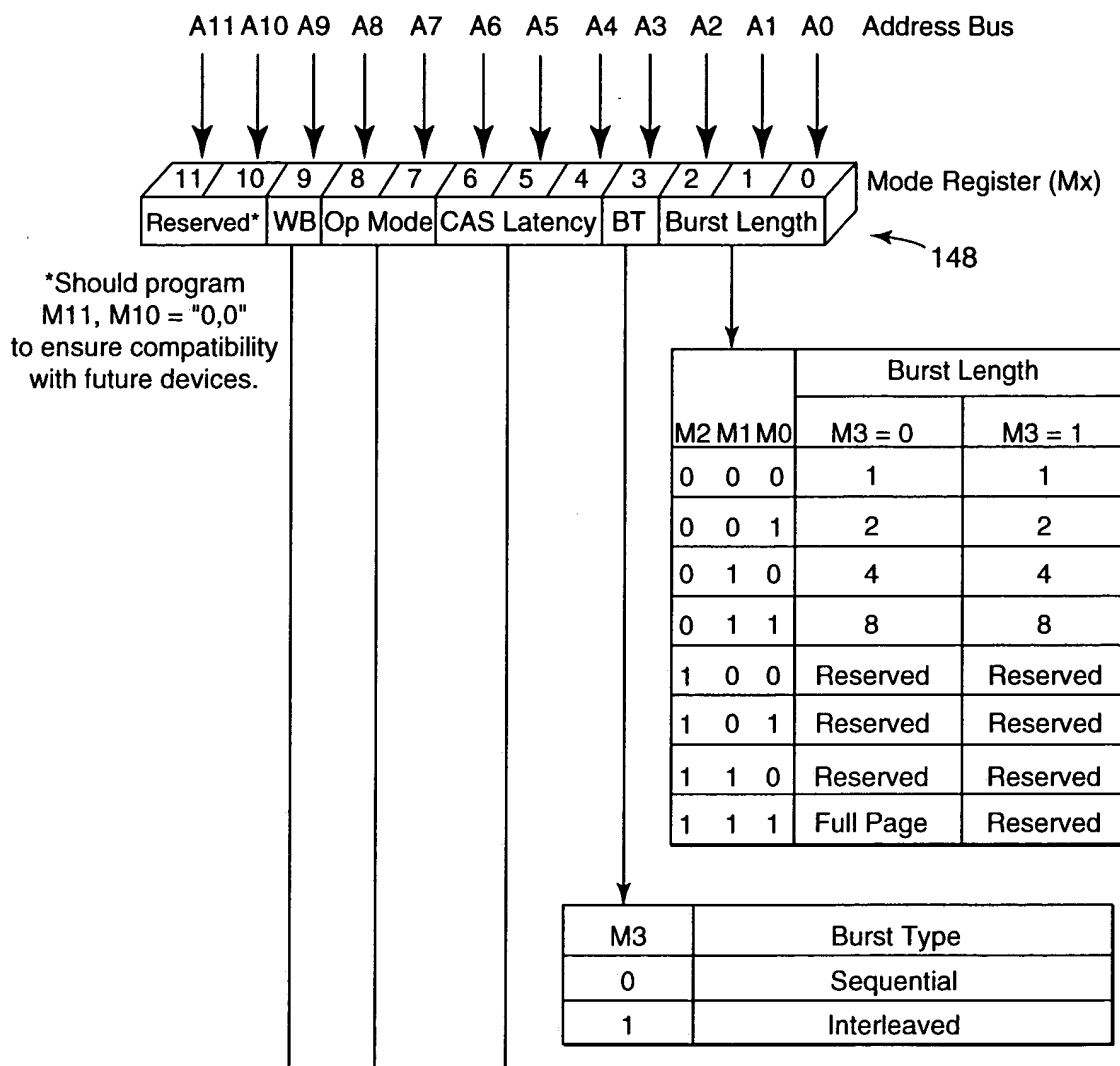 A11 A10 A9 A8 A7 A6 A5 A4 A3 A2 A1 A0 Address Bus
11 10 9 8 7 6 5 4 3 2 1 0 Mode Register (Mx)
Reserved* WB Op Mode CAS Latency BT Burst Length
148
*Should program
M11, M10 = "0,0"
to ensure compatibility
with future devices.
Burst Length
M2 M1 M0 M3 = 0 M3 = 1
0 0 0 1 1
0 0 1 2 2
0 1 0 4 4
0 1 1 8 8
1 0 0 Reserved Reserved
1 0 1 Reserved Reserved
1 1 0 Reserved Reserved
1 1 1 Full Page Reserved
M3 Burst Type
0 Sequential
1 Interleaved